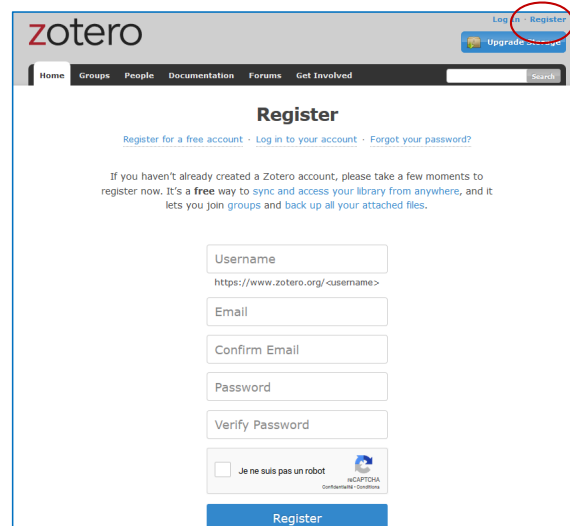 zotero
Log In · Register
Upgrade Storage
Home Groups People Documentation Forums Get Involved
Search
Register
Register for a free account · Log in to your account · Forgot your password?
If you haven't already created a Zotero account, please take a few moments to
register now. It's a free way to sync and access your library from anywhere, and it
lets you join groups and back up all your attached files.
Username
https://www.zotero.org/<username>
Email
Confirm Email
Password
Verify Password
Je ne suis pas un robot
reCAPTCHA
Confidentialité - Conditions
Register